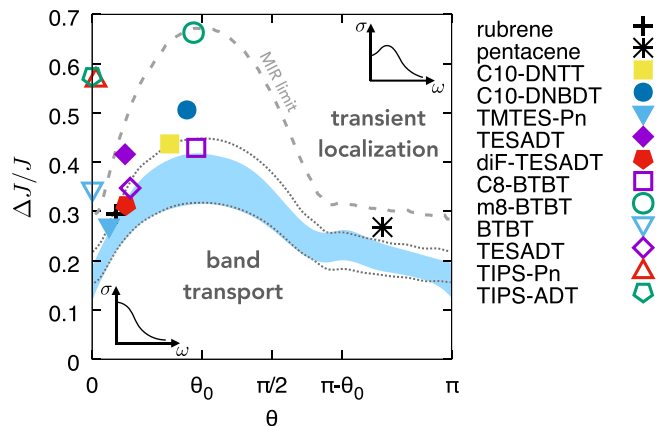 0.7
0.6
0.5
0.4
0.3
0.2
0.1
0
ΔJ/J
σ
ω
MIR limit
transient
localization
band
transport
σ
ω
0
θ0
π/2
π-θ0
π
θ
rubrene
pentacene
C10-DNTT
C10-DNBDT
TMTES-Pn
TESADT
diF-TESADT
C8-BTBT
m8-BTBT
BTBT
TESADT
TIPS-Pn
TIPS-ADT